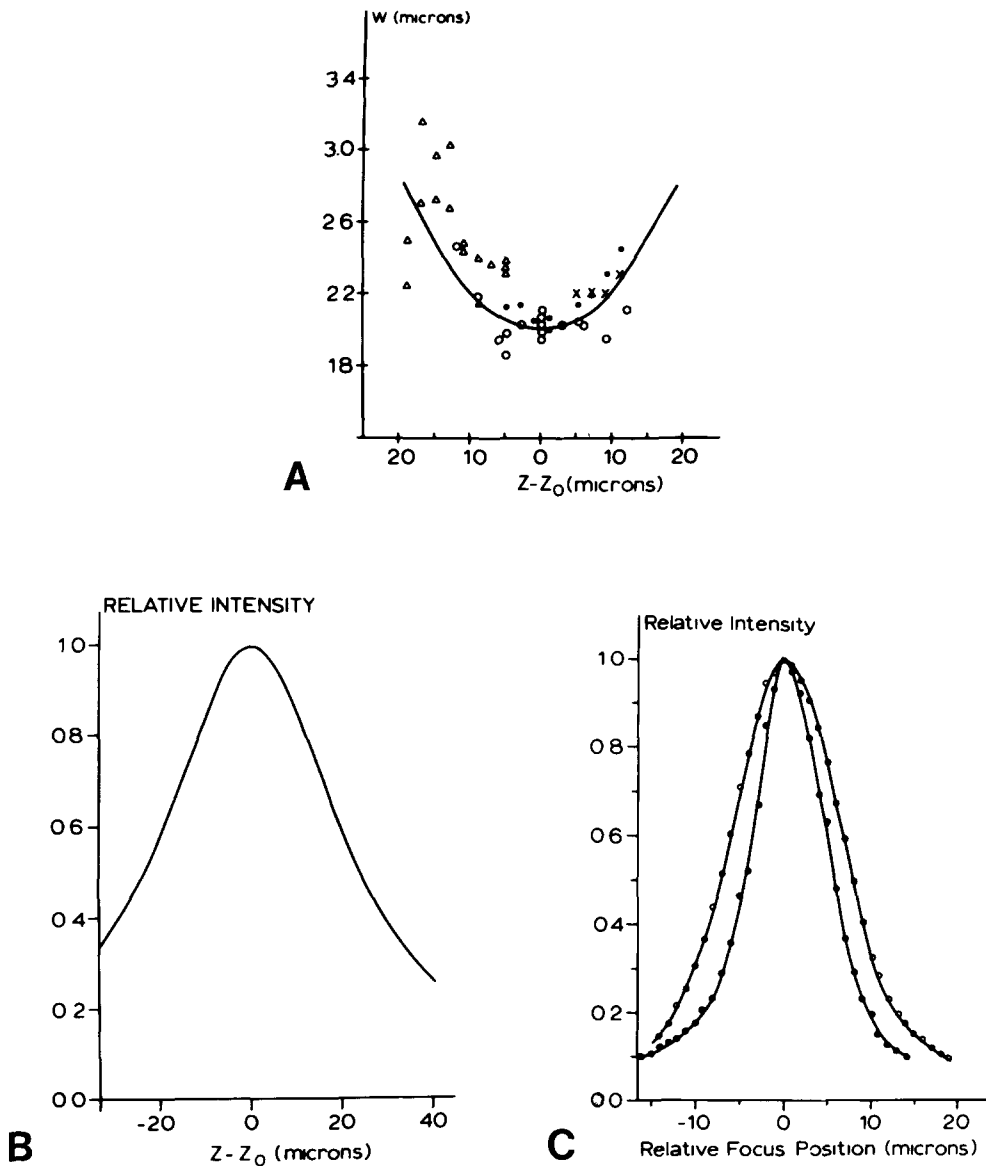 W (microns)
34
30
26
22
18
20 10 0 10 20
Z-Z0 (microns)
A
RELATIVE INTENSITY
10
08
06
04
02
00
-20 0 20 40
Z-Z0 (microns)
B
Relative Intensity
10
08
06
04
02
00
-10 0 10 20
Relative Focus Position (microns)
C